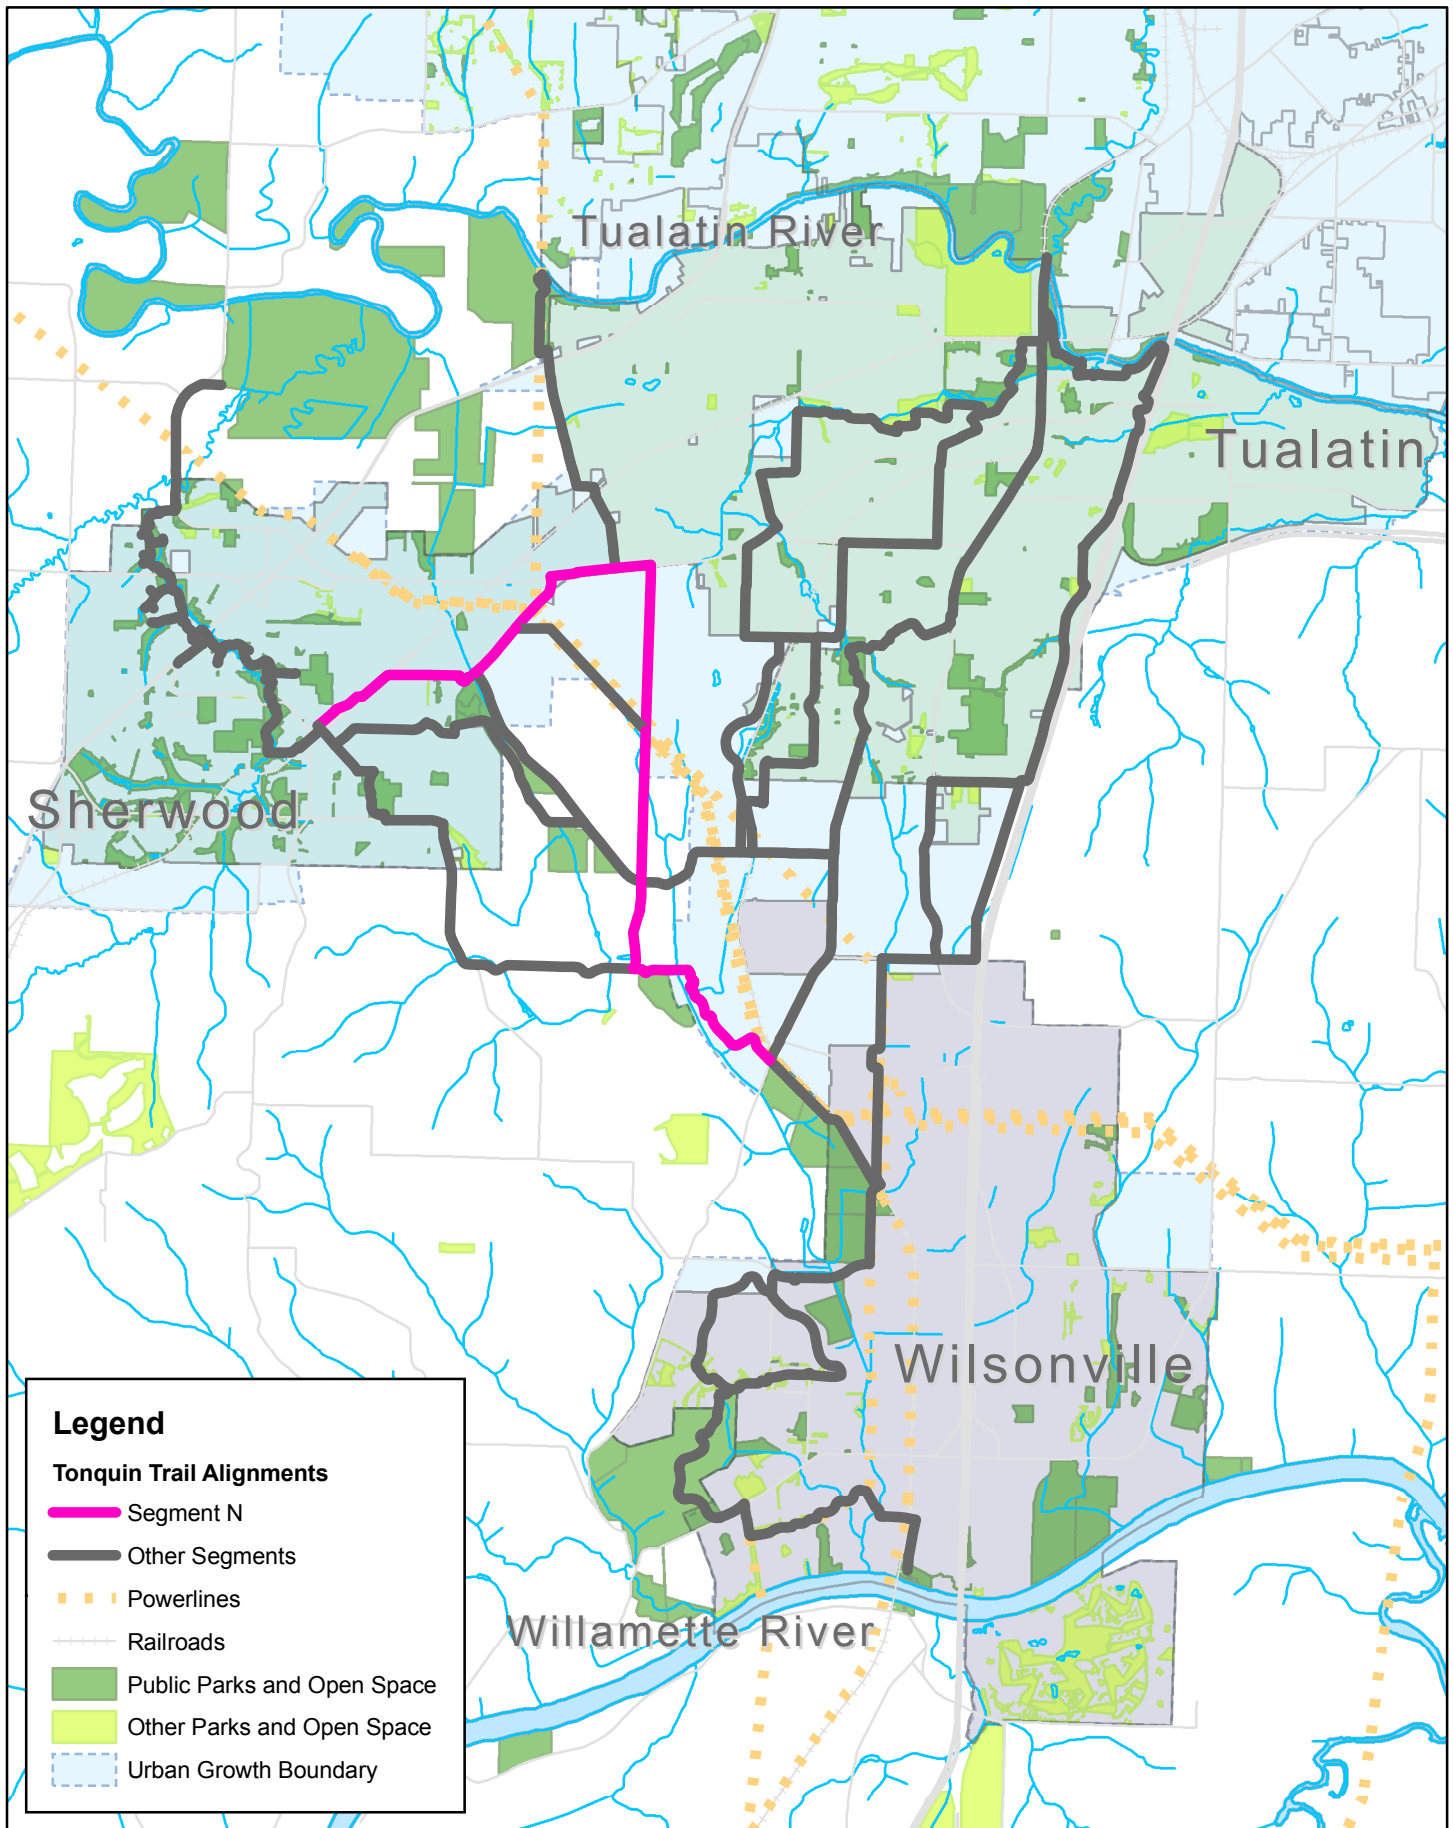 Tualatin River
Tualatin
Sherwood
Wilsonville
Willamette River
Legend
Tonquin Trail Alignments
Segment N
Other Segments
Powerlines
Railroads
Public Parks and Open Space
Other Parks and Open Space
Urban Growth Boundary